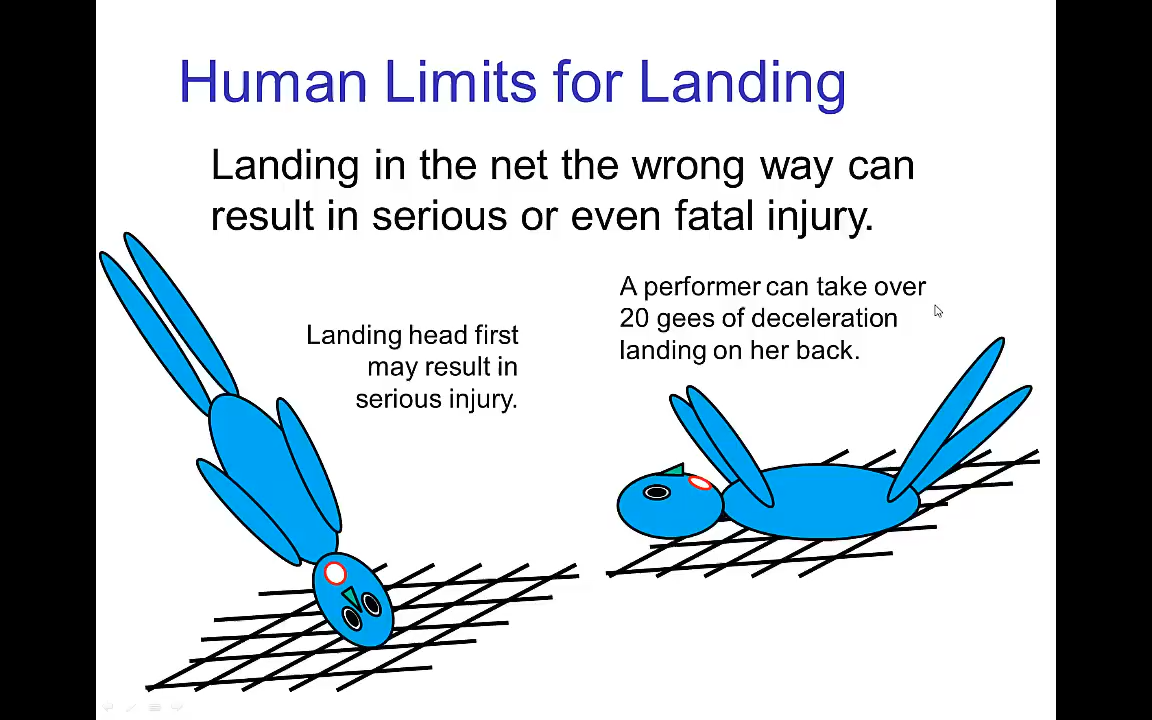 Human Limits for Landing
Landing in the net the wrong way can
result in serious or even fatal injury.
A performer can take over
20 gees of deceleration
landing on her back.
Landing head first
may result in
serious injury.